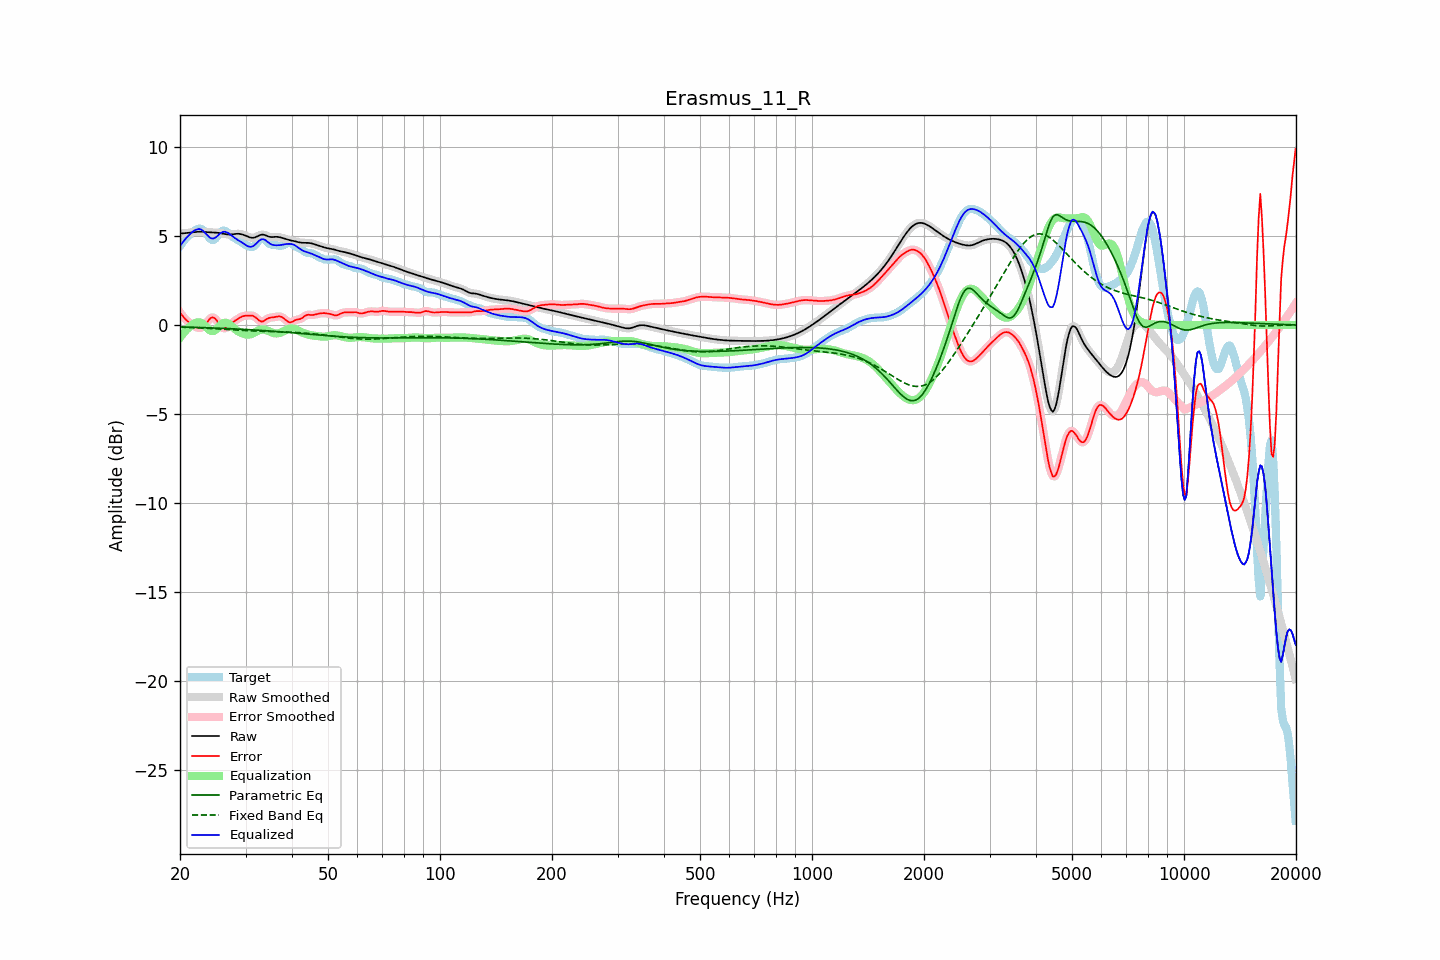 Erasmus_11_R
10
5
0
−5
−10
−15
−20
−25
Amplitude (dBr)
Target
Raw Smoothed
Error Smoothed
Raw
Error
Equalization
Parametric Eq
Fixed Band Eq
Equalized
20 50 100 200 500 1000 2000 5000 10000 20000
Frequency (Hz)